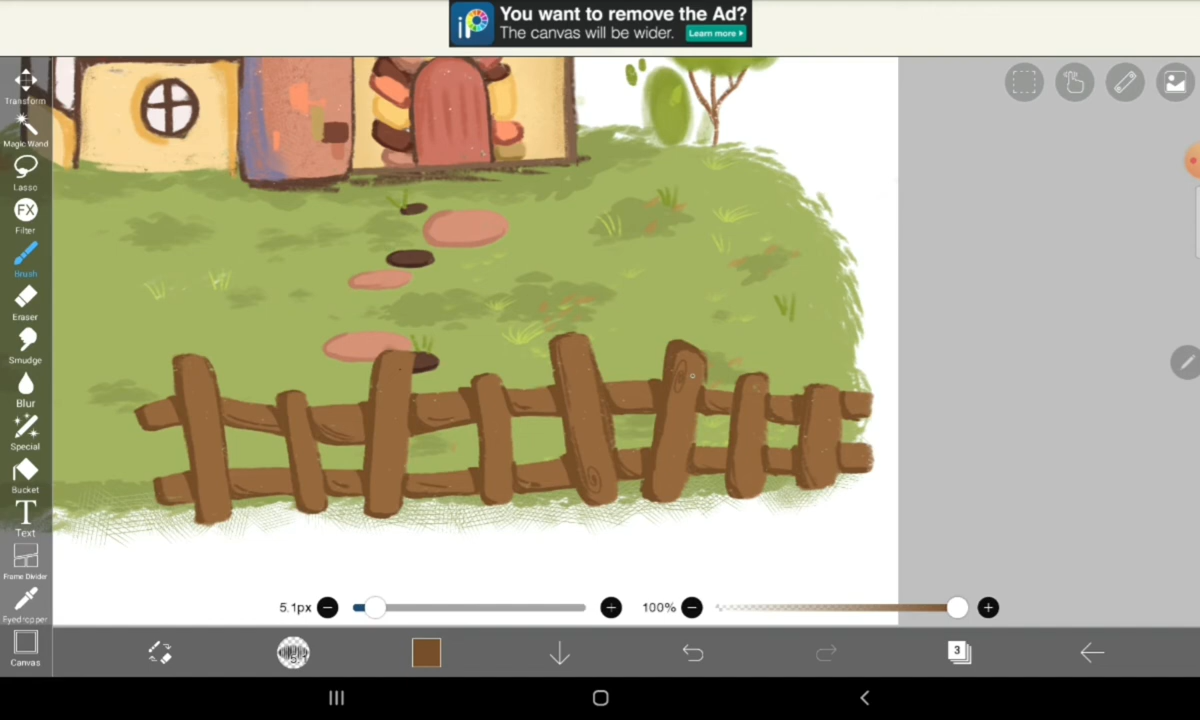 iP
You want to remove the Ad?
The canvas will be wider.
Learn more
Transform
Magic Wand
Lasso
FX
Filter
Brush
Eraser
Smudge
Blur
Special
Bucket
T
Text
Frame Divider
Eyedropper
Canvas
5.1px
100%
3